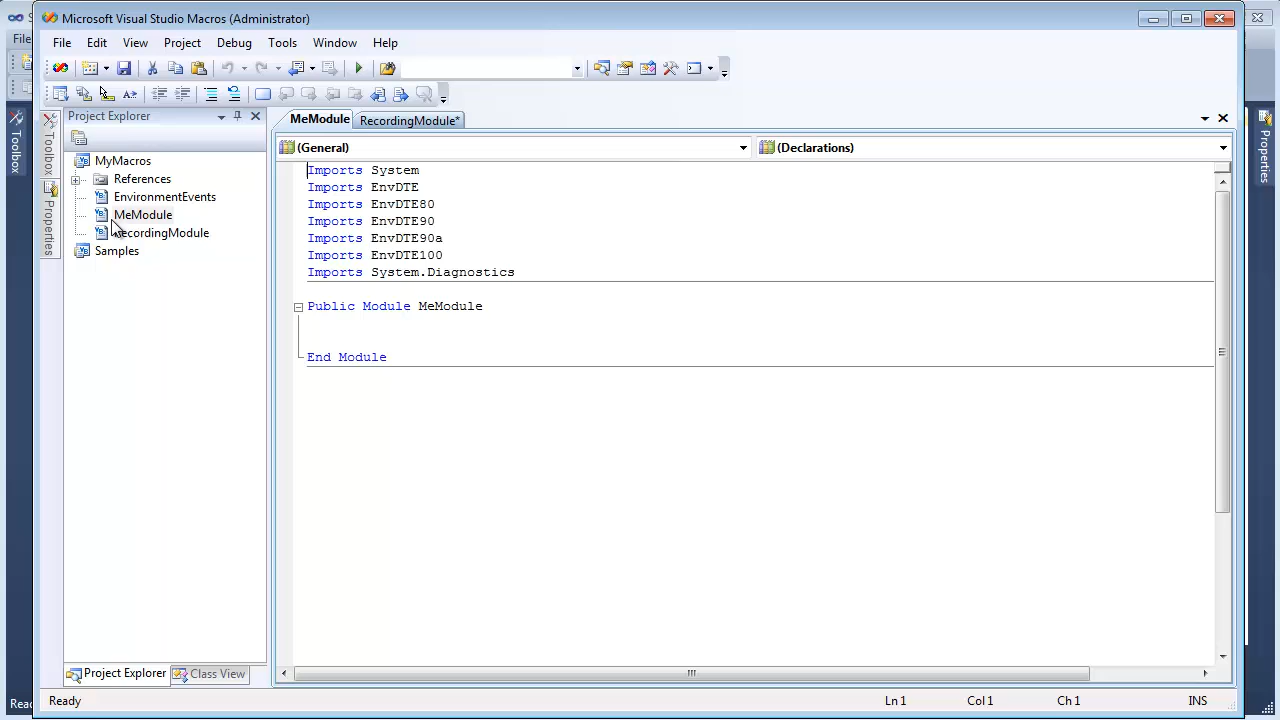 Microsoft Visual Studio Macros (Administrator)
File Edit View Project Debug Tools Window Help
Project Explorer
MyMacros
References
EnvironmentEvents
MeModule
RecordingModule
Samples
Project Explorer Class View
Toolbox
Properties
MeModule RecordingModule*
(General) (Declarations)
Imports System
Imports EnvDTE
Imports EnvDTE80
Imports EnvDTE90
Imports EnvDTE90a
Imports EnvDTE100
Imports System.Diagnostics
Public Module MeModule
End Module
Ready Ln 1 Col 1 Ch 1 INS
Toolbox
Properties